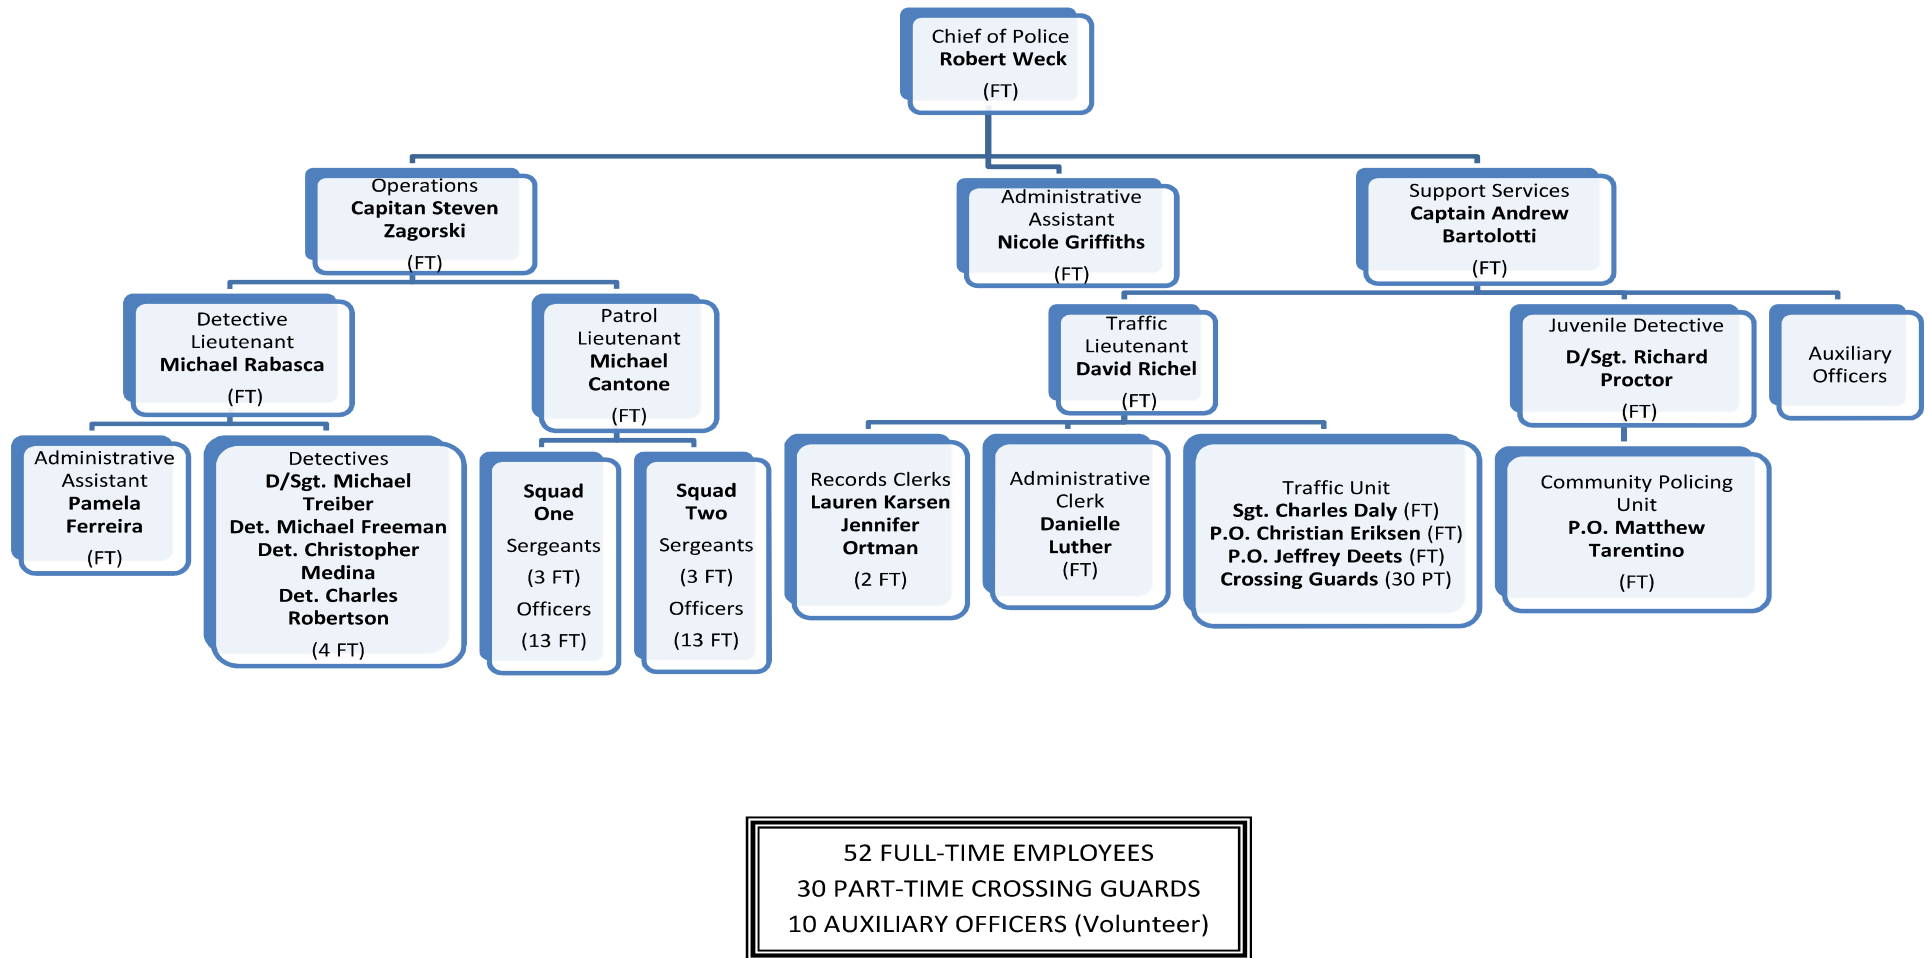 Chief of Police
Robert Weck
(FT)
Operations
Capitan Steven
Zagorski
(FT)
Administrative
Assistant
Nicole Griffiths
(FT)
Support Services
Captain Andrew
Bartolotti
(FT)
Detective
Lieutenant
Michael Rabasca
(FT)
Patrol
Lieutenant
Michael
Cantone
(FT)
Traffic
Lieutenant
David Richel
(FT)
Juvenile Detective
D/Sgt. Richard
Proctor
(FT)
Auxiliary
Officers
Administrative
Assistant
Pamela
Ferreira
(FT)
Detectives
D/Sgt. Michael
Treiber
Det. Michael Freeman
Det. Christopher
Medina
Det. Charles
Robertson
(4 FT)
Squad
One
Sergeants
(3 FT)
Officers
(13 FT)
Squad
Two
Sergeants
(3 FT)
Officers
(13 FT)
Records Clerks
Lauren Karsen
Jennifer
Ortman
(2 FT)
Administrative
Clerk
Danielle
Luther
(FT)
Traffic Unit
Sgt. Charles Daly (FT)
P.O. Christian Eriksen (FT)
P.O. Jeffrey Deets (FT)
Crossing Guards (30 PT)
Community Policing
Unit
P.O. Matthew
Tarentino
(FT)
52 FULL-TIME EMPLOYEES
30 PART-TIME CROSSING GUARDS
10 AUXILIARY OFFICERS (Volunteer)